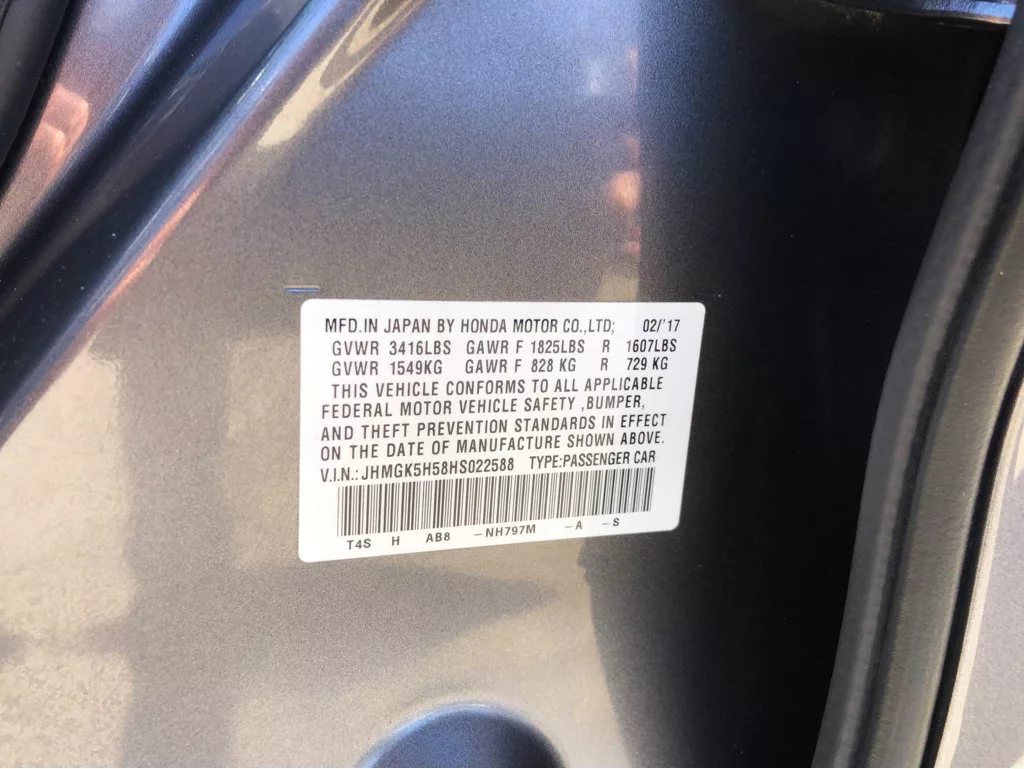 MFD.IN JAPAN BY HONDA MOTOR CO.,LTD; 02/'17
GVWR 3416LBS GAWR F 1825LBS R 1607LBS
GVWR 1549KG GAWR F 828 KG R 729 KG
THIS VEHICLE CONFORMS TO ALL APPLICABLE
FEDERAL MOTOR VEHICLE SAFETY ,BUMPER,
AND THEFT PREVENTION STANDARDS IN EFFECT
ON THE DATE OF MANUFACTURE SHOWN ABOVE.
V.I.N.: JHMGK5H58HS022588 TYPE:PASSENGER CAR
T4S H AB8 -NH797M -A -S